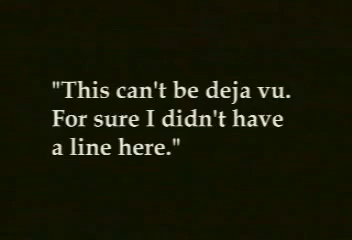 "This can't be deja vu.
For sure I didn't have
a line here."